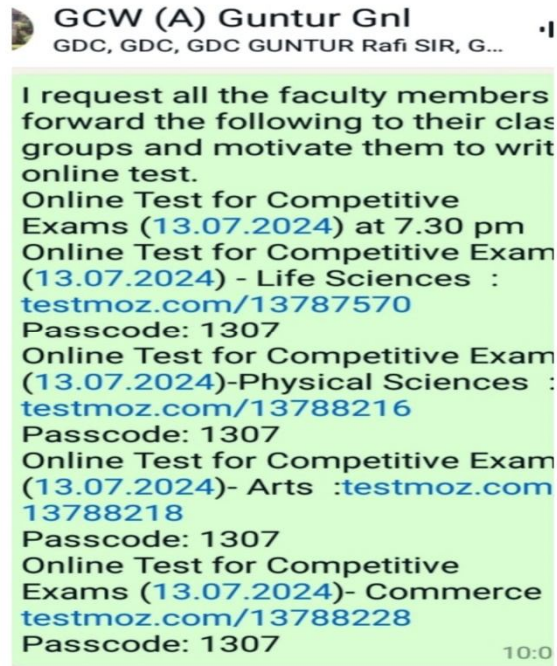 GCW (A) Guntur Gnl
GDC, GDC, GDC GUNTUR Rafi SIR, G...
I request all the faculty members
forward the following to their clas
groups and motivate them to writ
online test.
Online Test for Competitive
Exams (13.07.2024) at 7.30 pm
Online Test for Competitive Exam
(13.07.2024) - Life Sciences :
testmoz.com/13787570
Passcode: 1307
Online Test for Competitive Exam
(13.07.2024)-Physical Sciences :
testmoz.com/13788216
Passcode: 1307
Online Test for Competitive Exam
(13.07.2024)- Arts :testmoz.com
13788218
Passcode: 1307
Online Test for Competitive
Exams (13.07.2024)- Commerce
testmoz.com/13788228
Passcode: 1307
10:0